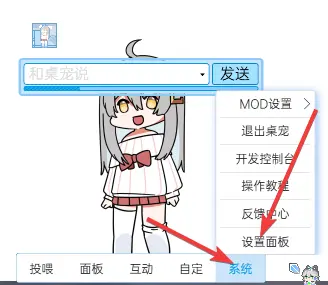 和桌宠说
发送
MOD设置
退出桌宠
开发控制台
操作教程
反馈中心
设置面板
投喂
面板
互动
自定
系统